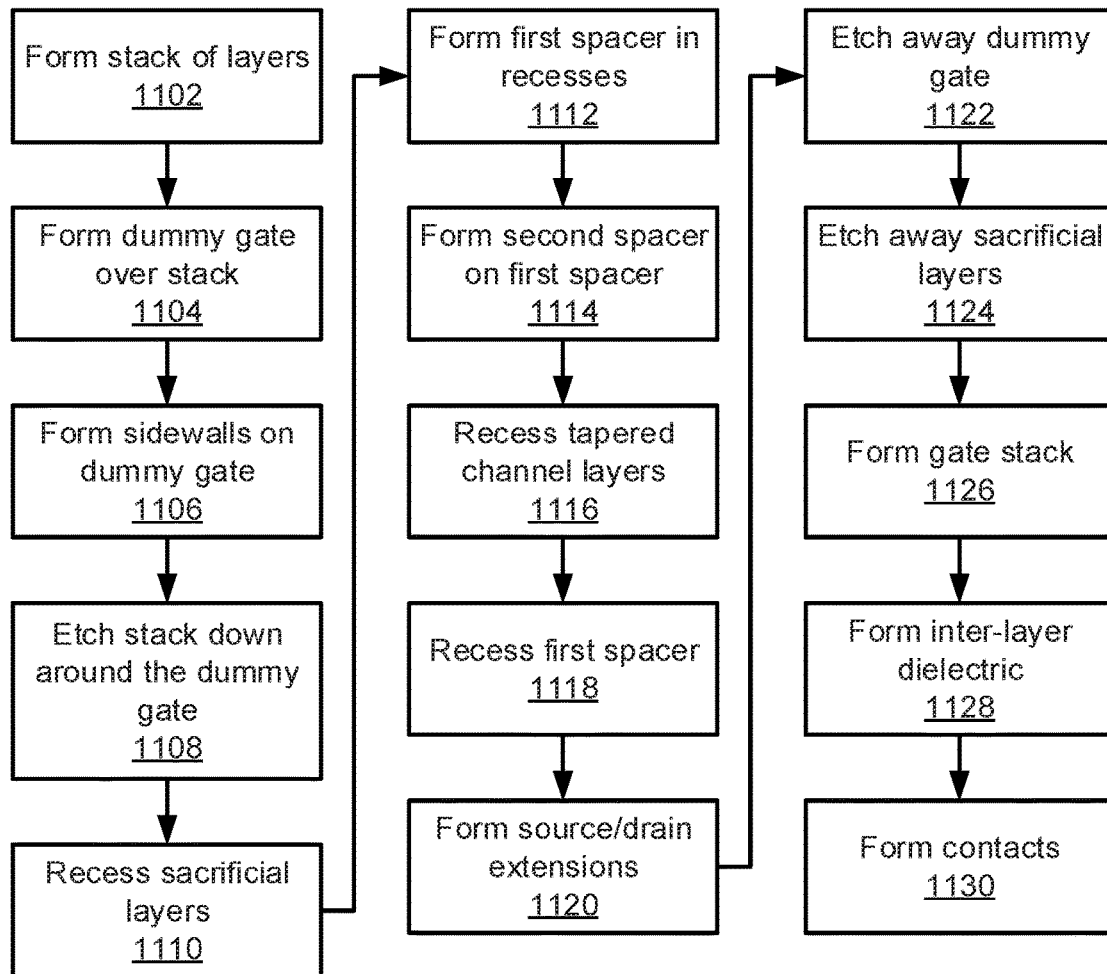 Form stack of layers
1102
Form dummy gate
over stack
1104
Form sidewalls on
dummy gate
1106
Etch stack down
around the dummy
gate
1108
Recess sacrificial
layers
1110
Form first spacer in
recesses
1112
Form second spacer
on first spacer
1114
Recess tapered
channel layers
1116
Recess first spacer
1118
Form source/drain
extensions
1120
Etch away dummy
gate
1122
Etch away sacrificial
layers
1124
Form gate stack
1126
Form inter-layer
dielectric
1128
Form contacts
1130